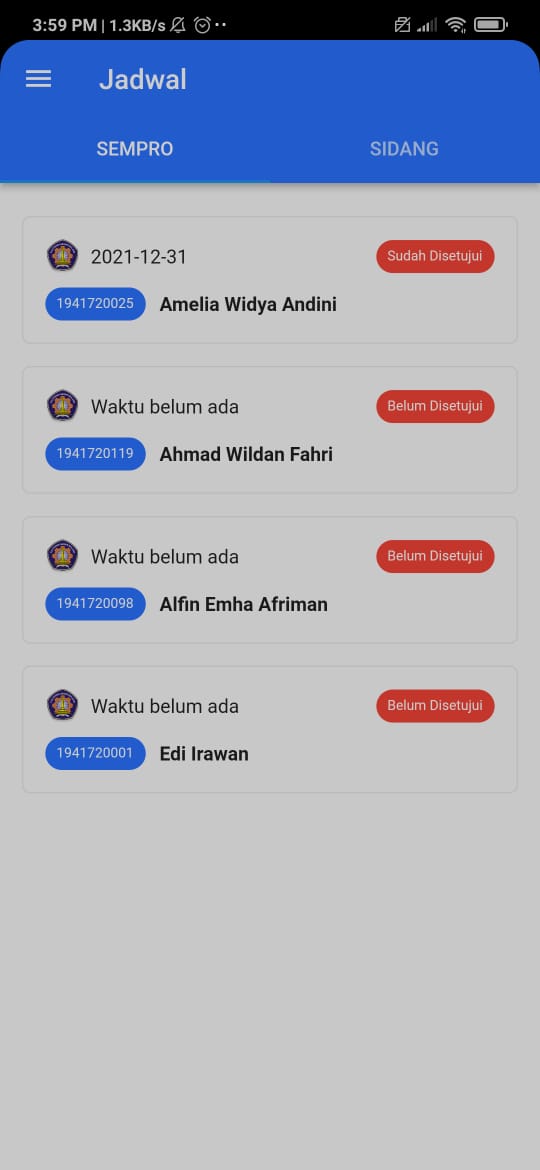 3:59 PM | 1.3KB/s
Jadwal
SEMPRO SIDANG
2021-12-31 Sudah Disetujui
1941720025 Amelia Widya Andini
Waktu belum ada Belum Disetujui
1941720119 Ahmad Wildan Fahri
Waktu belum ada Belum Disetujui
1941720098 Alfin Emha Afriman
Waktu belum ada Belum Disetujui
1941720001 Edi Irawan